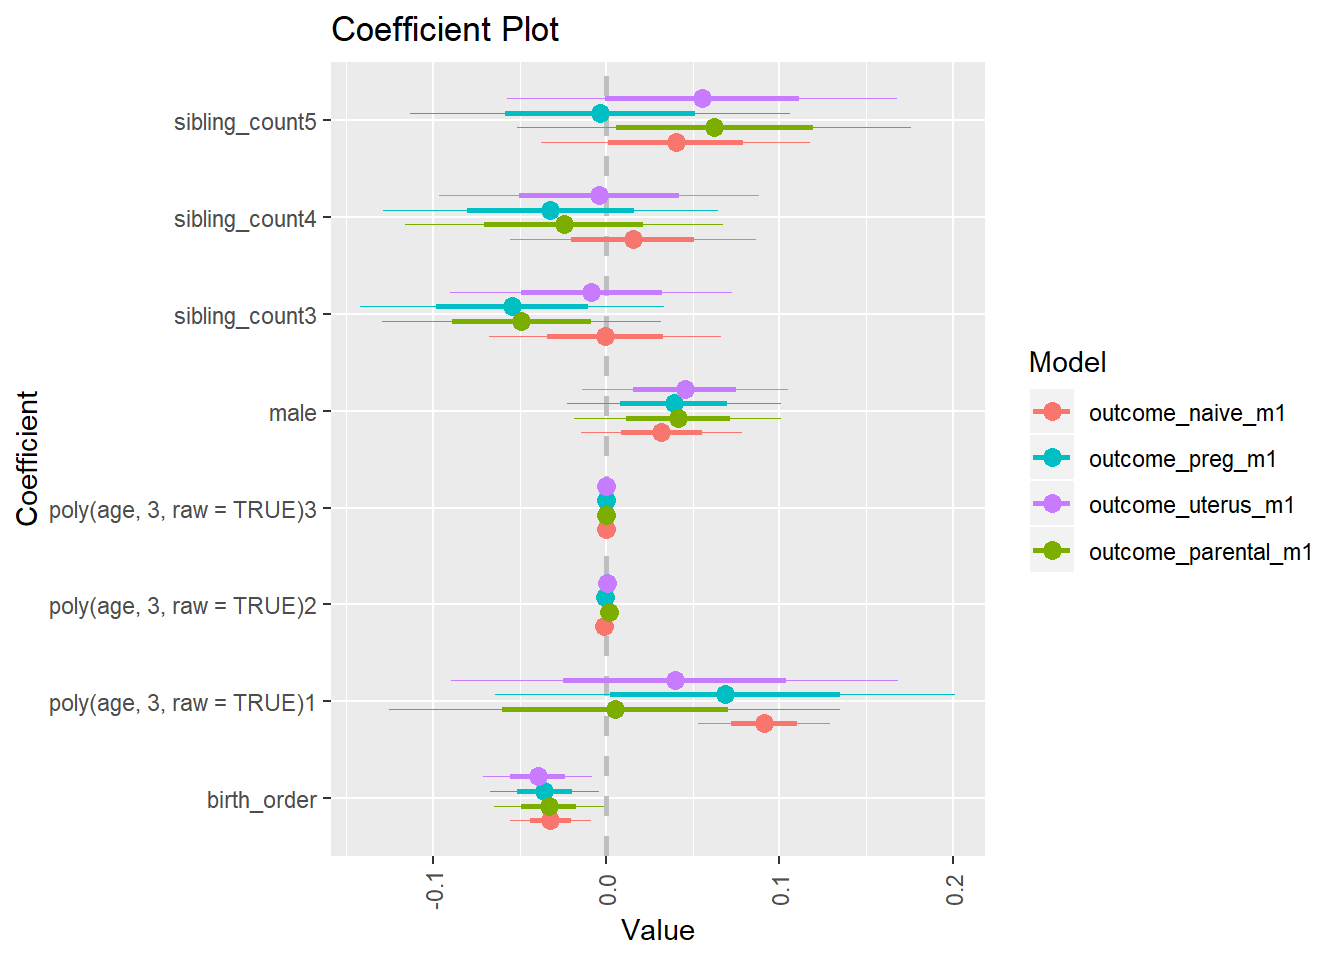 Coefficient Plot
Coefficient
sibling_count5
sibling_count4
sibling_count3
male
poly(age, 3, raw = TRUE)3
poly(age, 3, raw = TRUE)2
poly(age, 3, raw = TRUE)1
birth_order
-0.1
0.0
0.1
0.2
Value
Model
outcome_naive_m1
outcome_preg_m1
outcome_uterus_m1
outcome_parental_m1